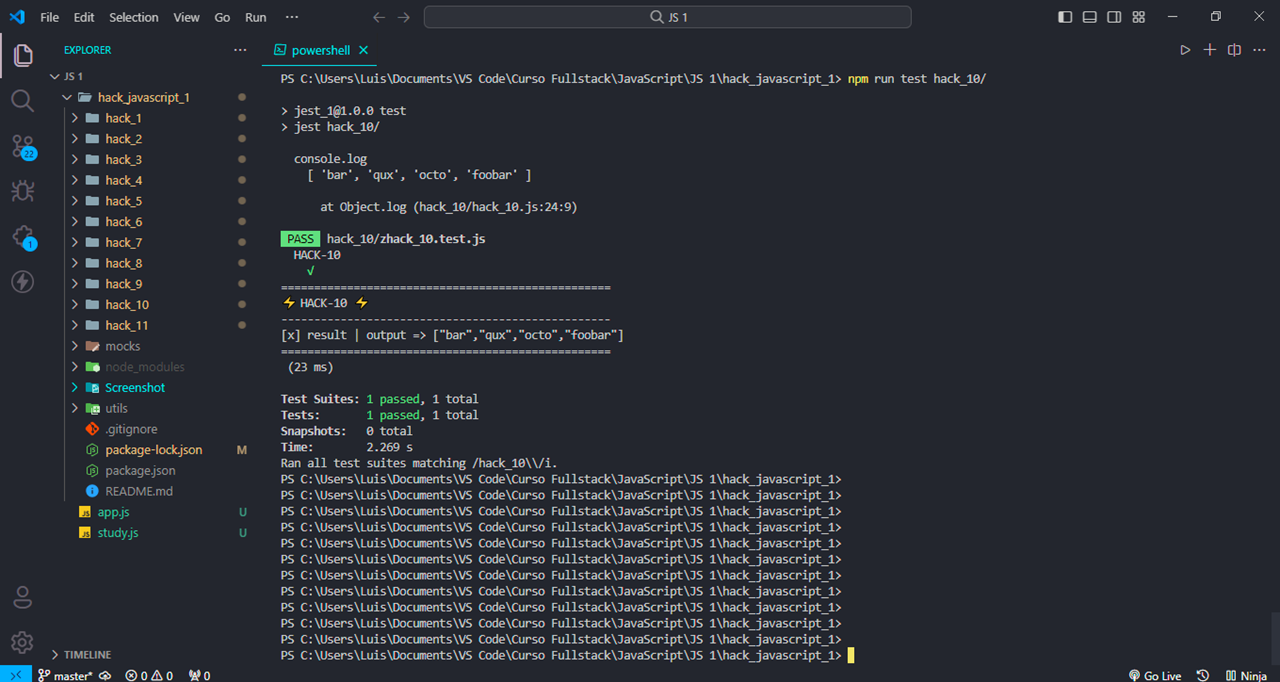 File Edit Selection View Go Run ··· JS 1
EXPLORER ···
JS 1
hack_javascript_1
hack_1
hack_2
hack_3
hack_4
hack_5
hack_6
hack_7
hack_8
hack_9
hack_10
hack_11
mocks
node_modules
Screenshot
utils
.gitignore
package-lock.json M
package.json
README.md
JS app.js U
JS study.js U
TIMELINE
22
1
powershell
PS C:\Users\Luis\Documents\VS Code\Curso Fullstack\JavaScript\JS 1\hack_javascript_1> npm run test hack_10/
> jest_1@1.0.0 test
> jest hack_10/
console.log
[ 'bar', 'qux', 'octo', 'foobar' ]
at Object.log (hack_10/hack_10.js:24:9)
PASS hack_10/zhack_10.test.js
HACK-10
√
==================================================
⚡ HACK-10 ⚡
--------------------------------------------------
[x] result | output => ["bar","qux","octo","foobar"]
==================================================
(23 ms)
Test Suites: 1 passed, 1 total
Tests: 1 passed, 1 total
Snapshots: 0 total
Time: 2.269 s
Ran all test suites matching /hack_10\\/i.
PS C:\Users\Luis\Documents\VS Code\Curso Fullstack\JavaScript\JS 1\hack_javascript_1>
PS C:\Users\Luis\Documents\VS Code\Curso Fullstack\JavaScript\JS 1\hack_javascript_1>
PS C:\Users\Luis\Documents\VS Code\Curso Fullstack\JavaScript\JS 1\hack_javascript_1>
PS C:\Users\Luis\Documents\VS Code\Curso Fullstack\JavaScript\JS 1\hack_javascript_1>
PS C:\Users\Luis\Documents\VS Code\Curso Fullstack\JavaScript\JS 1\hack_javascript_1>
PS C:\Users\Luis\Documents\VS Code\Curso Fullstack\JavaScript\JS 1\hack_javascript_1>
PS C:\Users\Luis\Documents\VS Code\Curso Fullstack\JavaScript\JS 1\hack_javascript_1>
PS C:\Users\Luis\Documents\VS Code\Curso Fullstack\JavaScript\JS 1\hack_javascript_1>
PS C:\Users\Luis\Documents\VS Code\Curso Fullstack\JavaScript\JS 1\hack_javascript_1>
PS C:\Users\Luis\Documents\VS Code\Curso Fullstack\JavaScript\JS 1\hack_javascript_1>
PS C:\Users\Luis\Documents\VS Code\Curso Fullstack\JavaScript\JS 1\hack_javascript_1>
PS C:\Users\Luis\Documents\VS Code\Curso Fullstack\JavaScript\JS 1\hack_javascript_1>
master* 0 0 0 Go Live Ninja